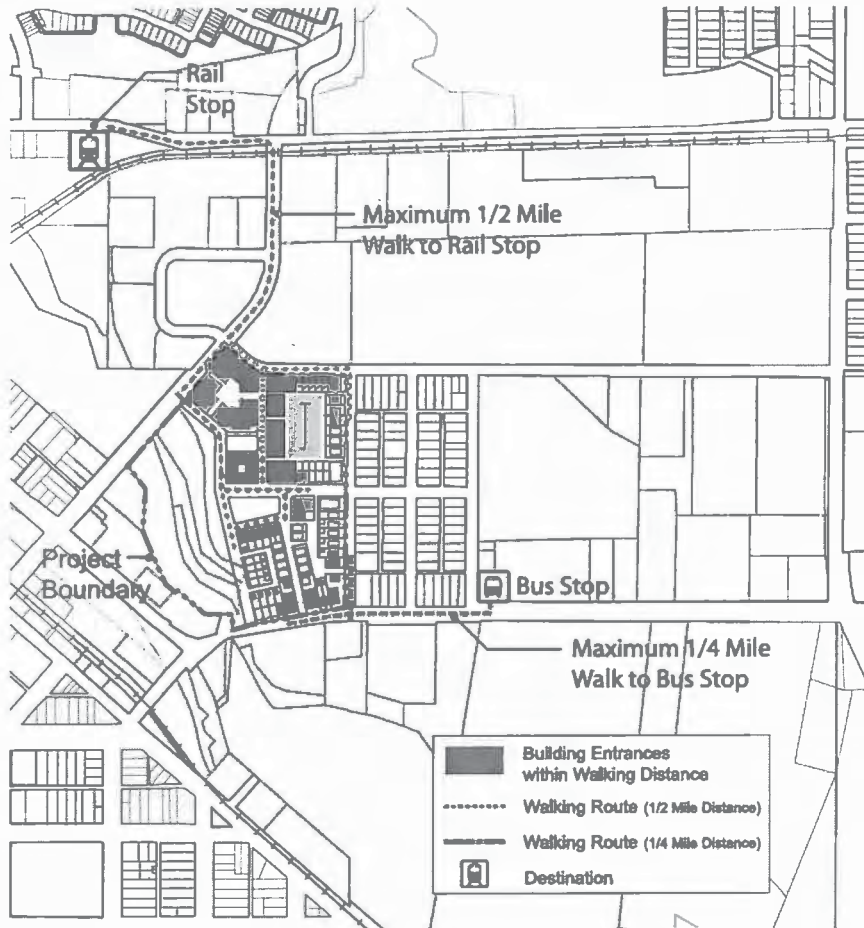 Rail
Stop
Maximum 1/2 Mile
Walk to Rail Stop
Project
Boundary
Bus Stop
Maximum 1/4 Mile
Walk to Bus Stop
Building Entrances
within Walking Distance
Walking Route (1/2 Mile Distance)
Walking Route (1/4 Mile Distance)
Destination